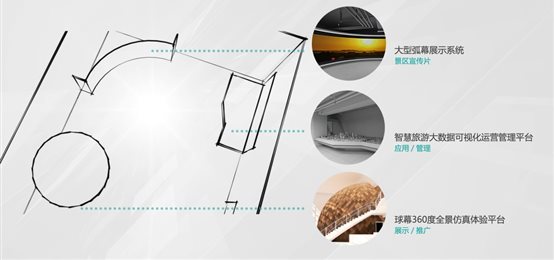 大型弧幕展示系统
景区宣传片
智慧旅游大数据可视化运营管理平台
应用 / 管理
球幕360度全景仿真体验平台
展示 / 推广